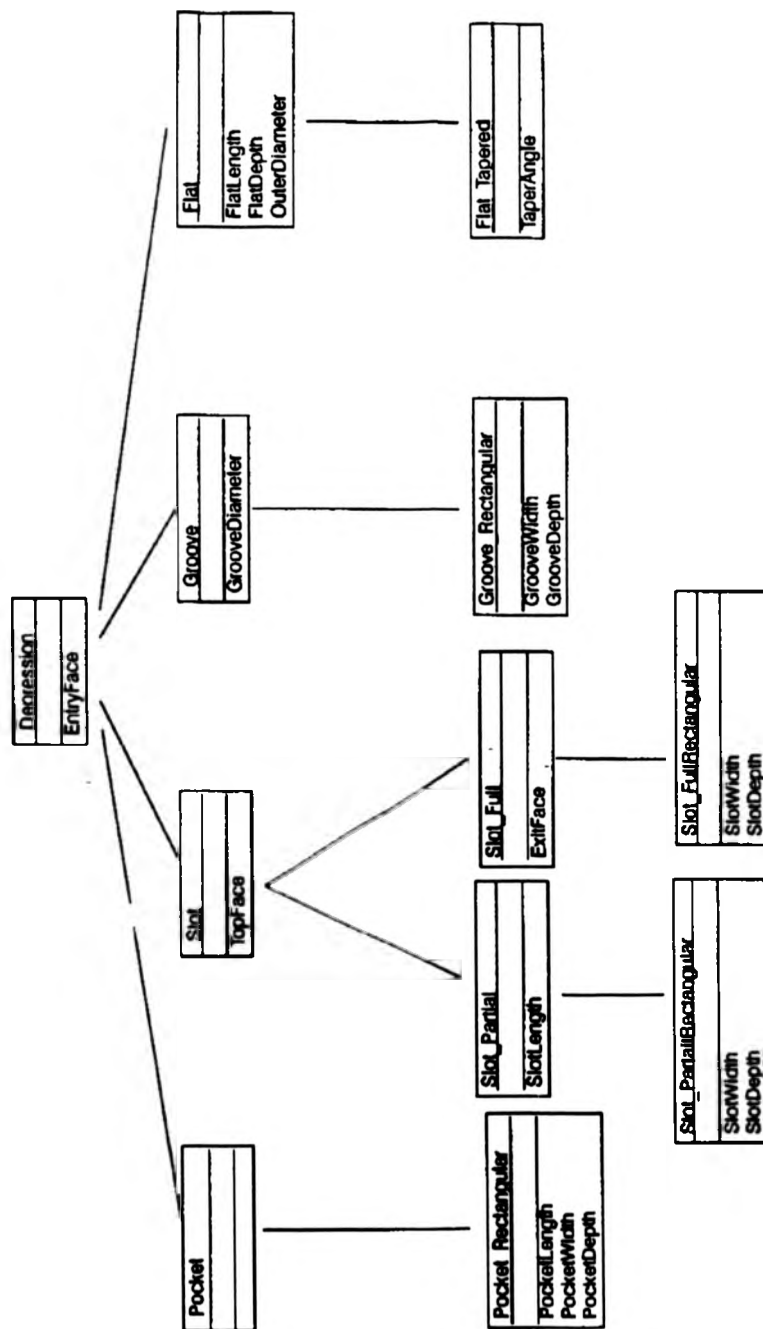 Depression
EntryFace
Pocket
Slot
TopFace
Groove
GrooveDiameter
Flat
FlatLength
FlatDepth
OuterDiameter
Pocket_Rectangular
PocketLength
PocketWidth
PocketDepth
Slot_Partial
SlotLength
Slot_Full
ExitFace
Groove_Rectangular
GrooveWidth
GrooveDepth
Flat_Tapered
TaperAngle
Slot_PartialRectangular
SlotWidth
SlotDepth
Slot_FullRectangular
SlotWidth
SlotDepth